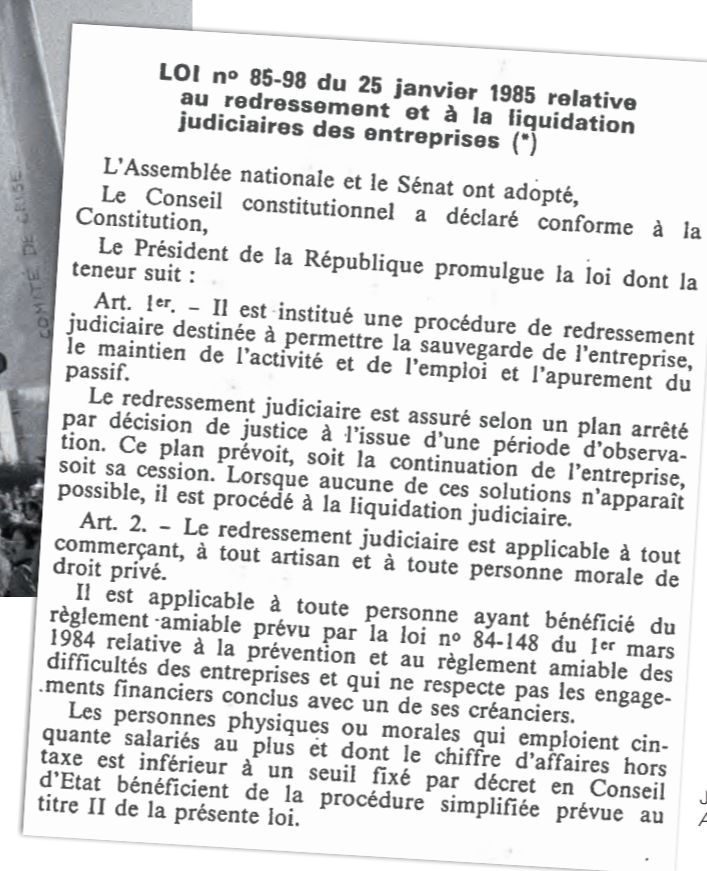 COMITÉ DE CRISE
LOI nº 85-98 du 25 janvier 1985 relative
au redressement et à la liquidation
judiciaires des entreprises (*)
L'Assemblée nationale et le Sénat ont adopté,
Le Conseil constitutionnel a déclaré conforme à la
Constitution,
Le Président de la République promulgue la loi dont la
teneur suit :
Art. 1er. – Il est institué une procédure de redressement
judiciaire destinée à permettre la sauvegarde de l'entreprise,
le maintien de l'activité et de l'emploi et l'apurement du
passif.
Le redressement judiciaire est assuré selon un plan arrêté
par décision de justice à l'issue d'une période d'observa-
tion. Ce plan prévoit, soit la continuation de l'entreprise,
soit sa cession. Lorsque aucune de ces solutions n'apparaît
possible, il est procédé à la liquidation judiciaire.
Art. 2. – Le redressement judiciaire est applicable à tout
commerçant, à tout artisan et à toute personne morale de
droit privé.
Il est applicable à toute personne ayant bénéficié du
règlement amiable prévu par la loi nº 84-148 du 1er mars
1984 relative à la prévention et au règlement amiable des
difficultés des entreprises et qui ne respecte pas les engage-
ments financiers conclus avec un de ses créanciers.
Les personnes physiques ou morales qui emploient cin-
quante salariés au plus et dont le chiffre d'affaires hors
taxe est inférieur à un seuil fixé par décret en Conseil
d'Etat bénéficient de la procédure simplifiée prévue au
titre II de la présente loi.
J
A